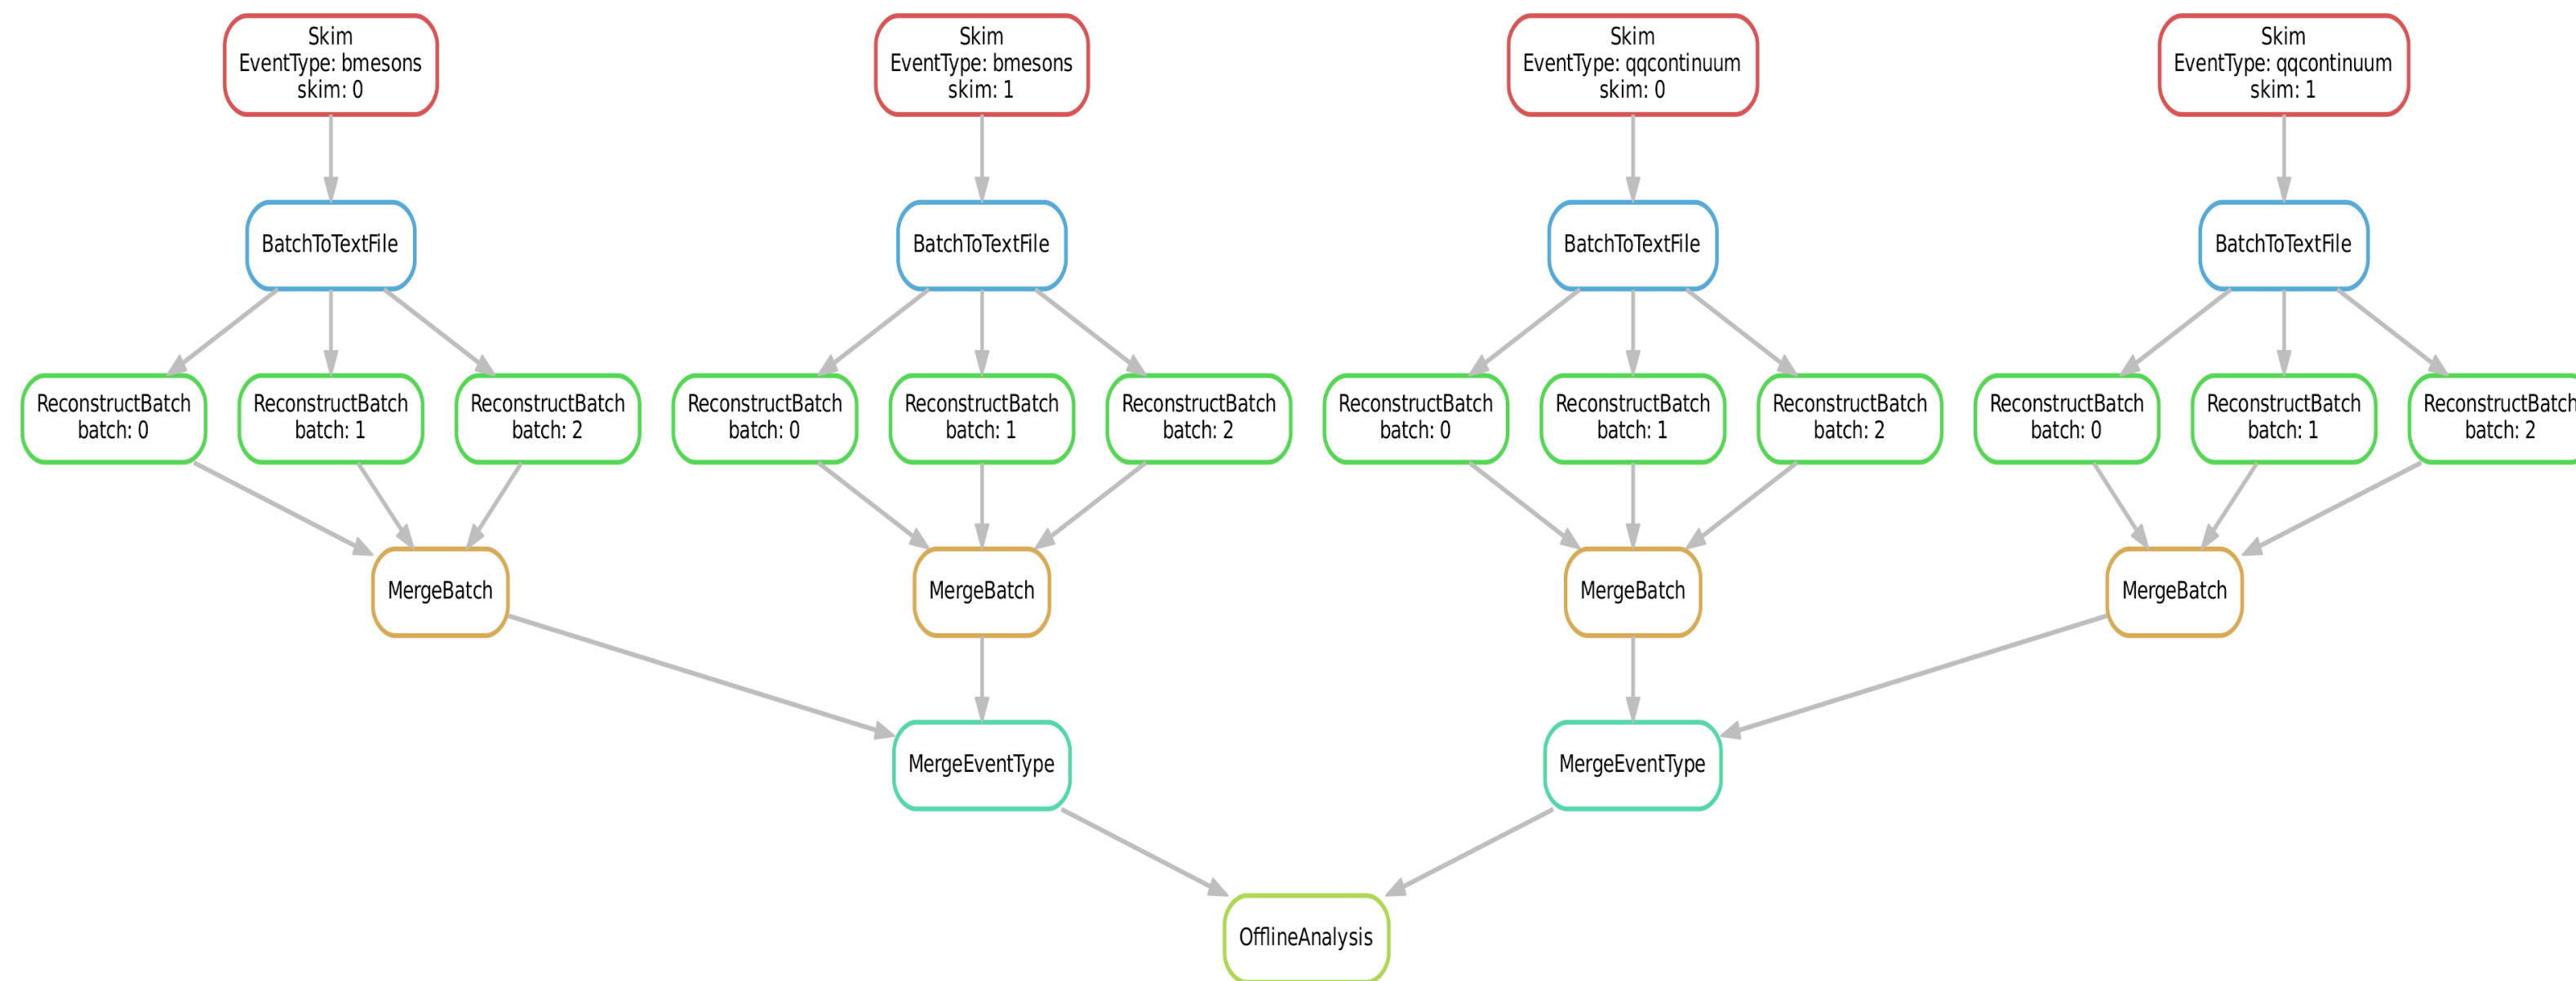 Skim
EventType: bmesons
skim: 0
Skim
EventType: bmesons
skim: 1
Skim
EventType: qqcontinuum
skim: 0
Skim
EventType: qqcontinuum
skim: 1
BatchToTextFile
BatchToTextFile
BatchToTextFile
BatchToTextFile
ReconstructBatch
batch: 0
ReconstructBatch
batch: 1
ReconstructBatch
batch: 2
ReconstructBatch
batch: 0
ReconstructBatch
batch: 1
ReconstructBatch
batch: 2
ReconstructBatch
batch: 0
ReconstructBatch
batch: 1
ReconstructBatch
batch: 2
ReconstructBatch
batch: 0
ReconstructBatch
batch: 1
ReconstructBatch
batch: 2
MergeBatch
MergeBatch
MergeBatch
MergeBatch
MergeEventType
MergeEventType
OfflineAnalysis